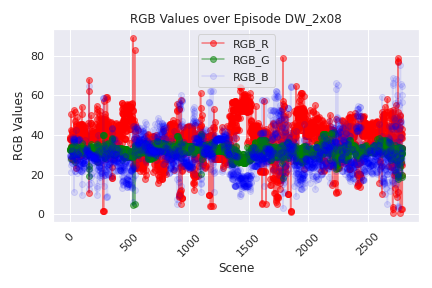 RGB Values over Episode DW_2x08
RGB_R
RGB_G
RGB_B
RGB Values
80
60
40
20
0
0
500
1000
1500
2000
2500
Scene